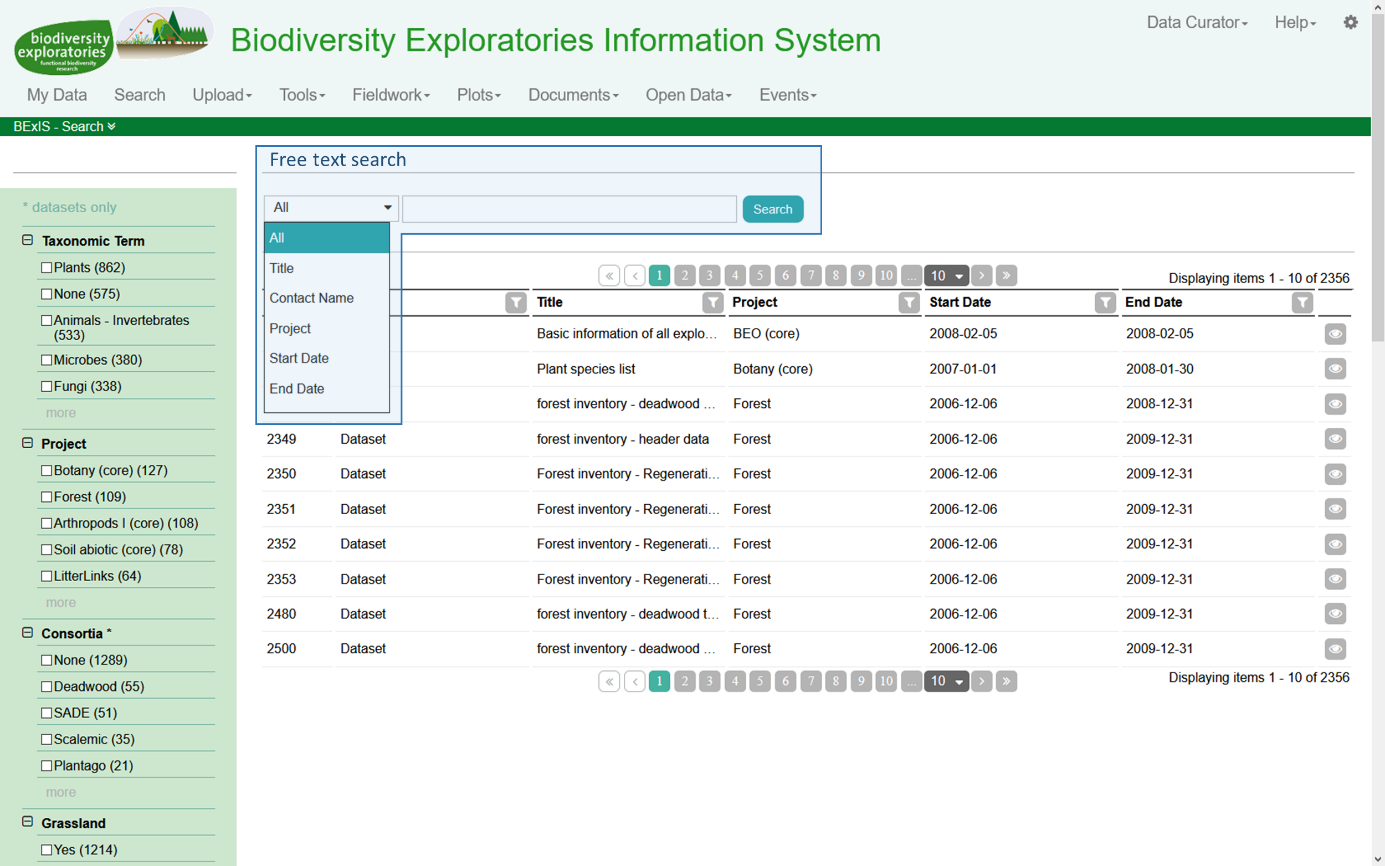 biodiversity
exploratories
functional biodiversity
research
Biodiversity Exploratories Information System
Data Curator
Help
My Data Search Upload Tools Fieldwork Plots Documents Open Data Events
BExIS - Search
Free text search
All
Search
All
Title
Contact Name
Project
Start Date
End Date
* datasets only
Taxonomic Term
Plants (862)
None (575)
Animals - Invertebrates
(533)
Microbes (380)
Fungi (338)
more
Project
Botany (core) (127)
Forest (109)
Arthropods I (core) (108)
Soil abiotic (core) (78)
LitterLinks (64)
more
Consortia *
None (1289)
Deadwood (55)
SADE (51)
Scalemic (35)
Plantago (21)
more
Grassland
Yes (1214)
« ‹ 1 2 3 4 5 6 7 8 9 10 ... 10 › »
Displaying items 1 - 10 of 2356
Title Project Start Date End Date
Basic information of all explo... BEO (core) 2008-02-05 2008-02-05
Plant species list Botany (core) 2007-01-01 2008-01-30
forest inventory - deadwood ... Forest 2006-12-06 2008-12-31
2349 Dataset forest inventory - header data Forest 2006-12-06 2009-12-31
2350 Dataset Forest inventory - Regenerati... Forest 2006-12-06 2009-12-31
2351 Dataset Forest inventory - Regenerati... Forest 2006-12-06 2009-12-31
2352 Dataset Forest inventory - Regenerati... Forest 2006-12-06 2009-12-31
2353 Dataset Forest inventory - Regenerati... Forest 2006-12-06 2009-12-31
2480 Dataset forest inventory - deadwood t... Forest 2006-12-06 2009-12-31
2500 Dataset forest inventory - deadwood ... Forest 2006-12-06 2009-12-31
« ‹ 1 2 3 4 5 6 7 8 9 10 ... 10 › »
Displaying items 1 - 10 of 2356